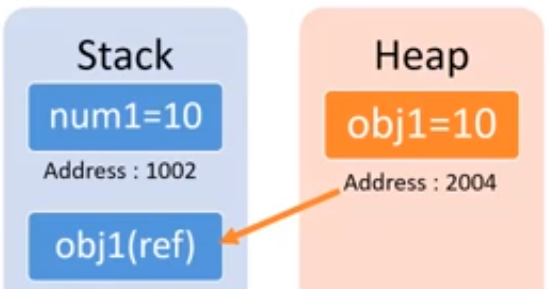 Stack
num1=10
Address : 1002
obj1(ref)
Heap
obj1=10
Address : 2004